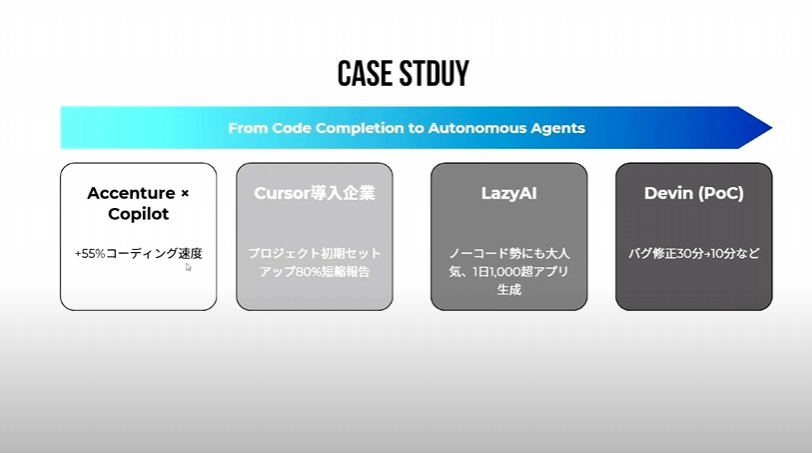 CASE STDUY
From Code Completion to Autonomous Agents
Accenture ×
Copilot
+55%コーディング速度
Cursor導入企業
プロジェクト初期セット
アップ80%短縮報告
LazyAI
ノーコード勢にも大人
気、1日1,000超アプリ
生成
Devin (PoC)
バグ修正30分→10分など